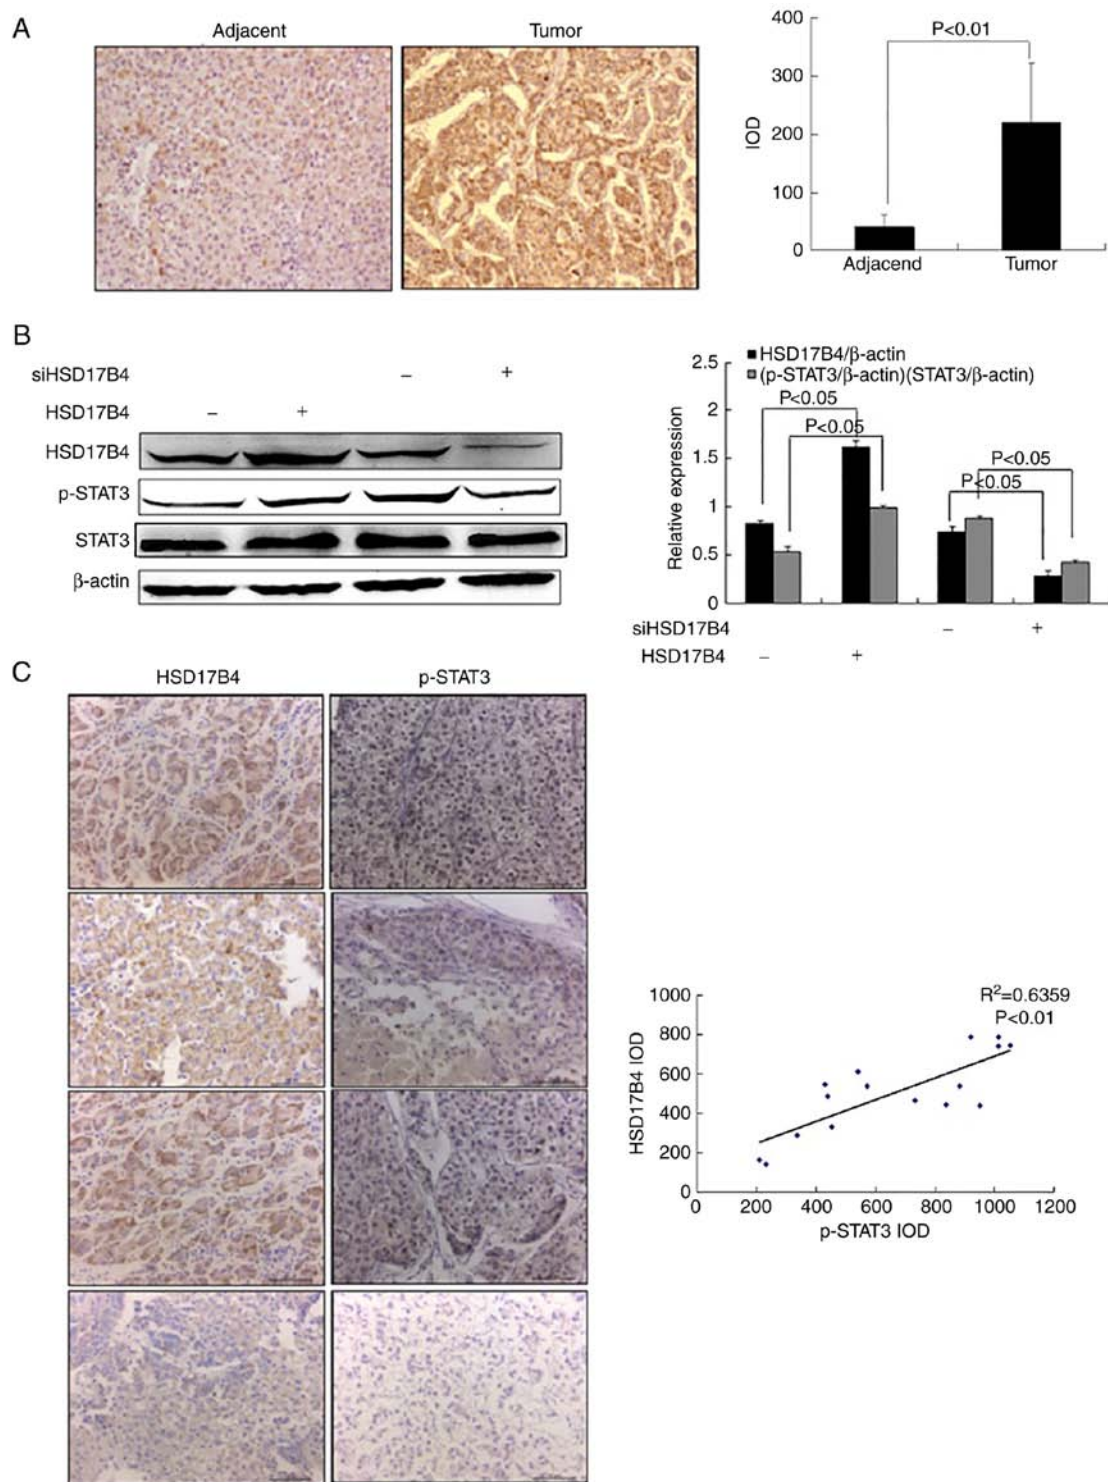 A
Adjacent
Tumor
400
300
200
100
0
IOD
P<0.01
Adjacend
Tumor
B
siHSD17B4 – +
HSD17B4 – +
HSD17B4
p-STAT3
STAT3
β-actin
2.5
2
1.5
1
0.5
0
Relative expression
HSD17B4/β-actin
(p-STAT3/β-actin)(STAT3/β-actin)
P<0.05
P<0.05
P<0.05
P<0.05
siHSD17B4 – +
HSD17B4 – +
C
HSD17B4
p-STAT3
1000
800
600
400
200
0
HSD17B4 IOD
R²=0.6359
P<0.01
0 200 400 600 800 1000 1200
p-STAT3 IOD